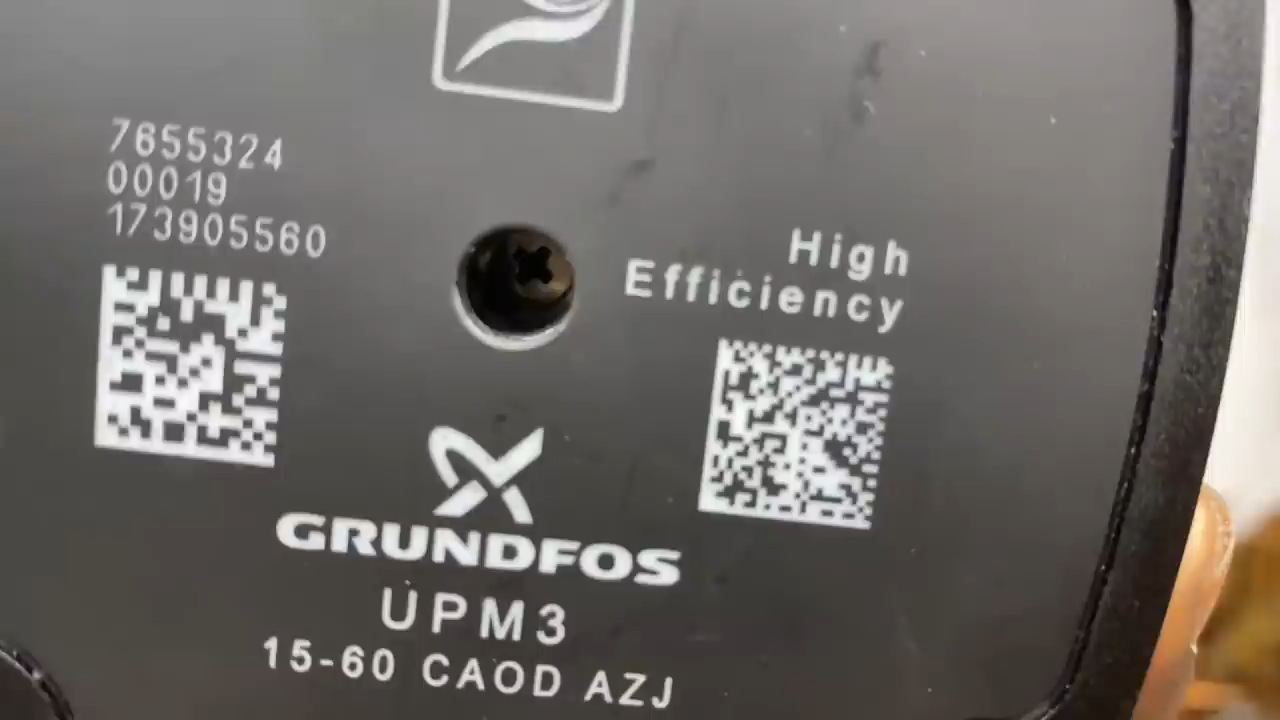 7655324
00019
173905560
High
Efficiency
GRUNDFOS
UPM3
15-60 CAOD AZJ